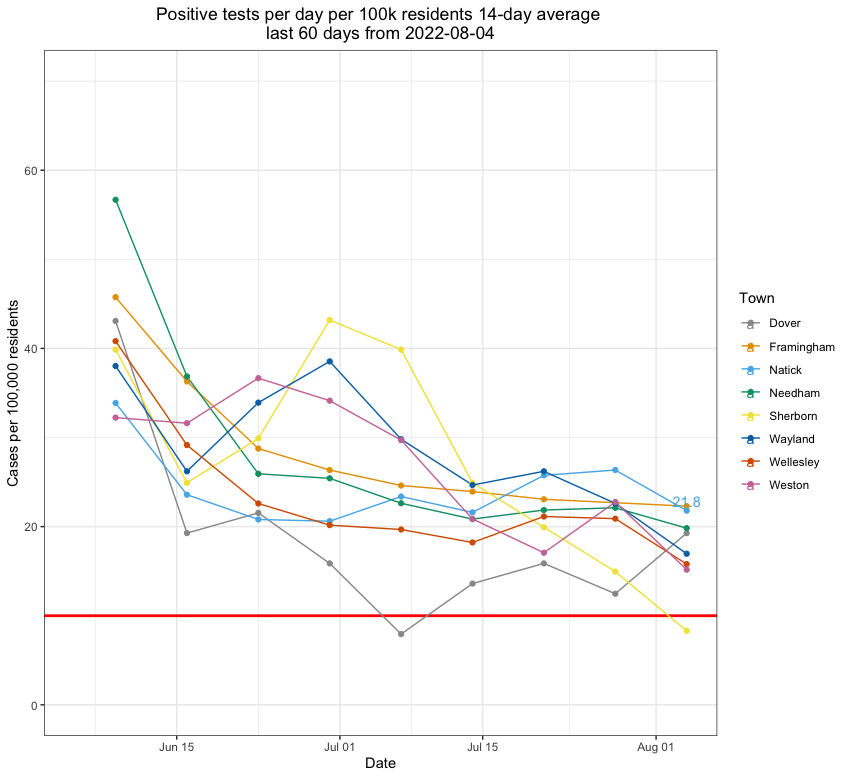 Positive tests per day per 100k residents 14-day average
last 60 days from 2022-08-04
Cases per 100,000 residents
60
40
20
0
21.8
Jun 15
Jul 01
Jul 15
Aug 01
Date
Town
a Dover
a Framingham
a Natick
a Needham
a Sherborn
a Wayland
a Wellesley
a Weston